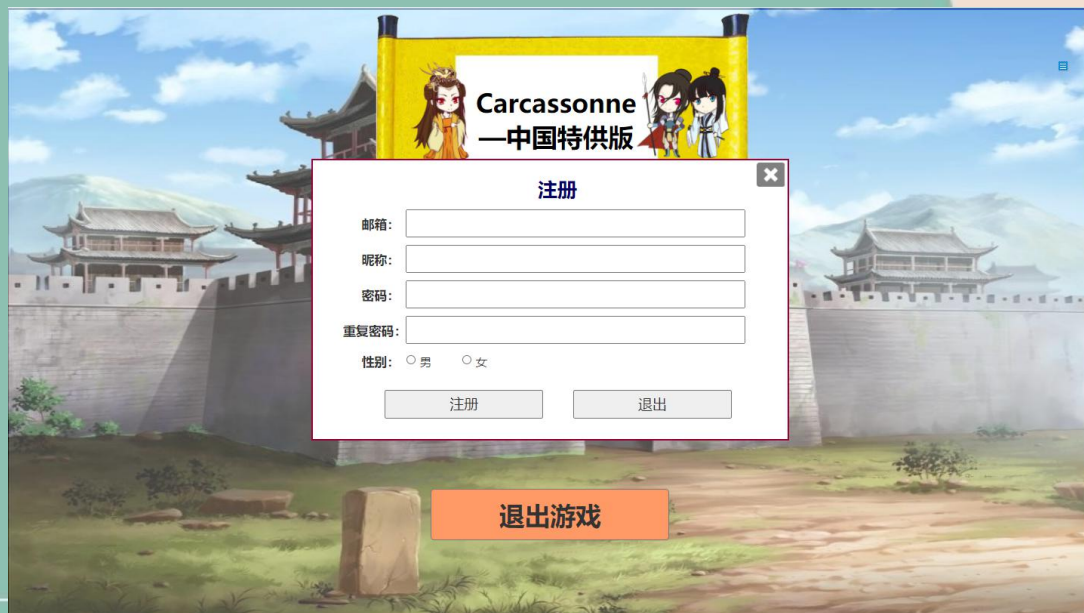 Carcassonne
—中国特供版
注册
邮箱：
昵称：
密码：
重复密码：
性别： 男 女
注册 退出
退出游戏